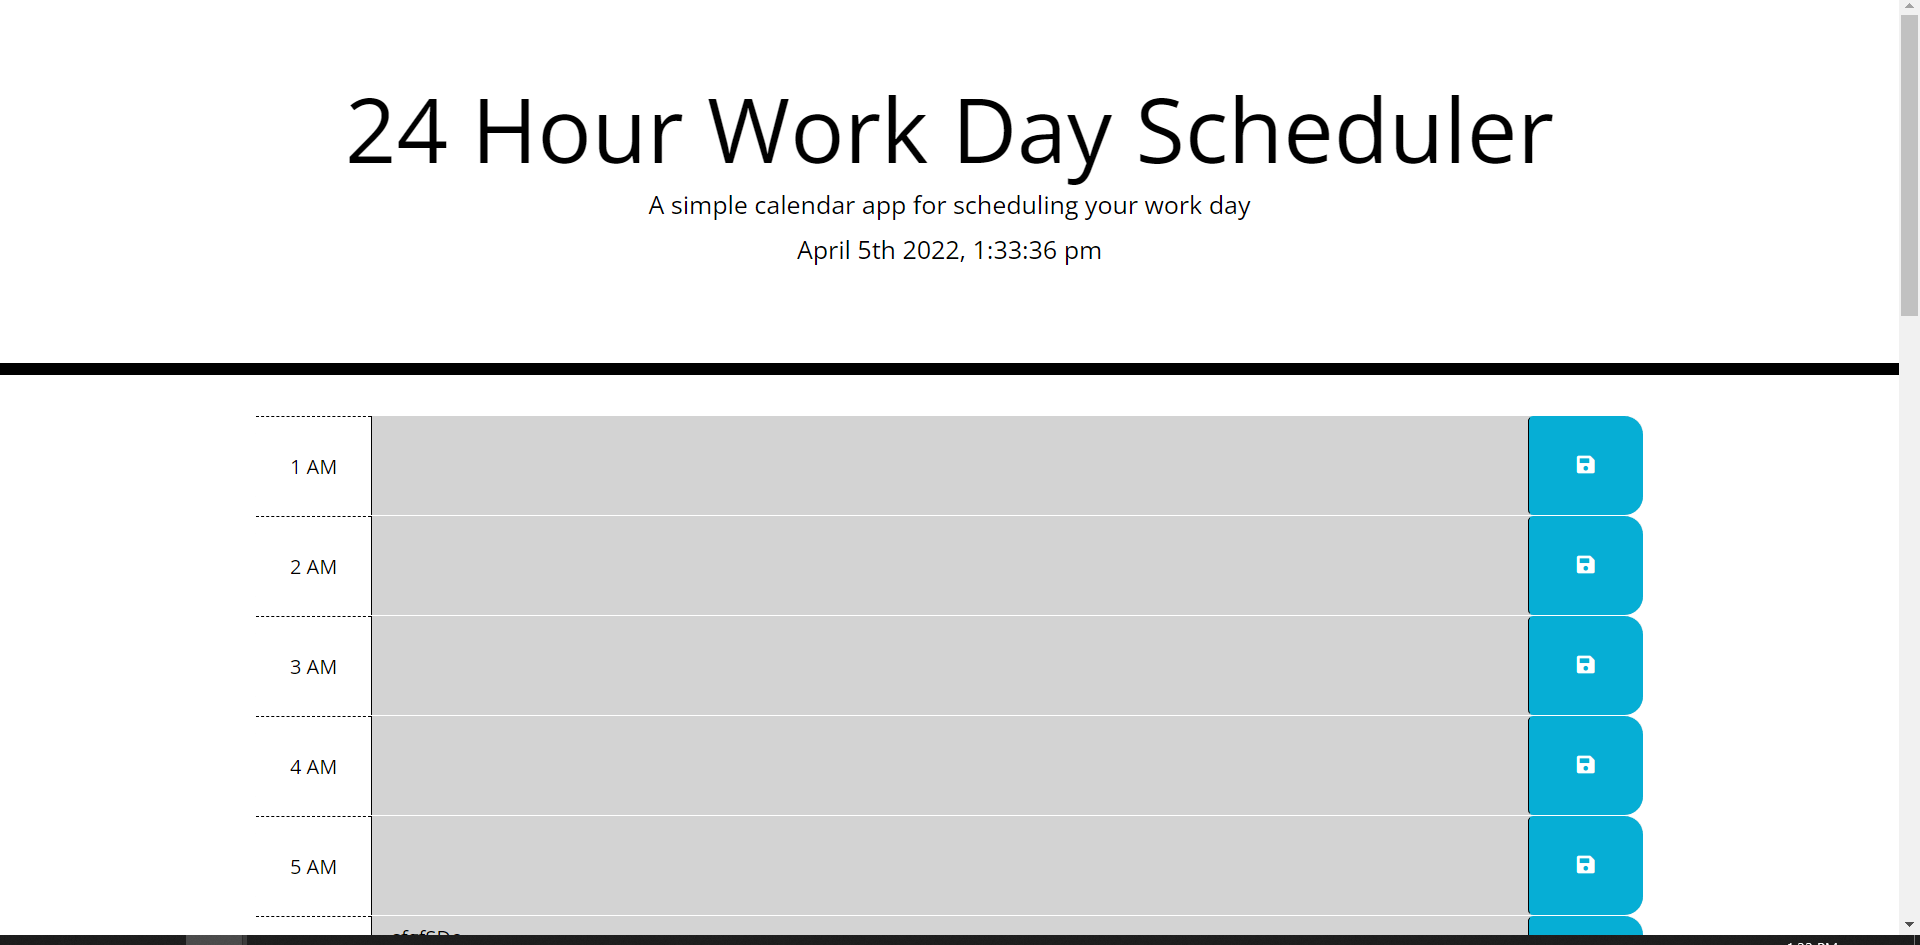 24 Hour Work Day Scheduler
A simple calendar app for scheduling your work day
April 5th 2022, 1:33:36 pm
1 AM
2 AM
3 AM
4 AM
5 AM